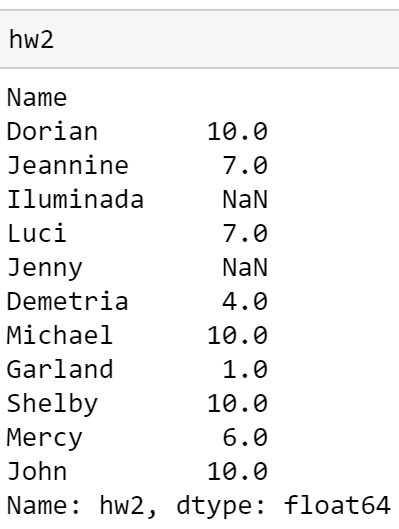 hw2
Name
Dorian       10.0
Jeannine      7.0
Iluminada     NaN
Luci          7.0
Jenny         NaN
Demetria      4.0
Michael      10.0
Garland       1.0
Shelby       10.0
Mercy         6.0
John         10.0
Name: hw2, dtype: float64